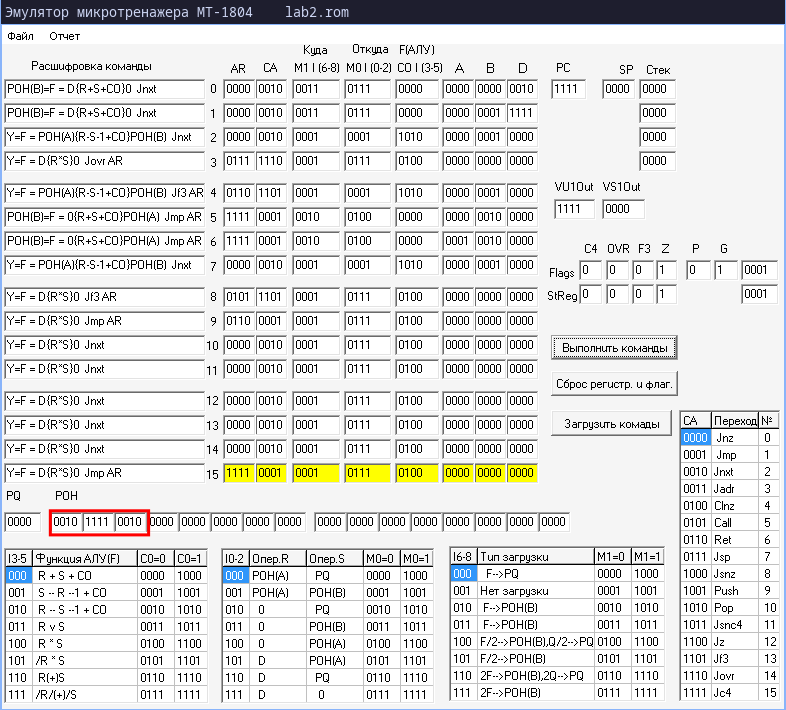 Эмулятор микротренажера МТ-1804 lab2.rom
Файл Отчет
Куда Откуда F(АЛУ)
Расшифровка команды AR CA M1 I (6-8) M0 I (0-2) C0 I (3-5) A B D PC SP Стек
РОН(B)=F = D{R+S+C0}0 Jnxt 0 0000 0010 0011 0111 0000 0000 0000 0010 1111 0000 0000
РОН(B)=F = D{R+S+C0}0 Jnxt 1 0000 0010 0011 0111 0000 0000 0001 1111 0000
Y=F = РОН(A){R-S-1+C0}РОН(B) Jnxt 2 0000 0010 0001 0001 1010 0000 0001 0000 0000
Y=F = D{R*S}0 Jovr AR 3 0111 1110 0001 0111 0100 0000 0000 0000 0000
Y=F = РОН(A){R-S-1+C0}РОН(B) Jf3 AR 4 0110 1101 0001 0001 1010 0000 0001 0000
VU1Out VS1Out
РОН(B)=F = 0{R+S+C0}РОН(A) Jmp AR 5 1111 0001 0010 0100 0000 0000 0010 0000 1111 0000
РОН(B)=F = 0{R+S+C0}РОН(A) Jmp AR 6 1111 0001 0010 0100 0000 0001 0010 0000
C4 OVR F3 Z P G
Y=F = РОН(A){R-S-1+C0}РОН(B) Jnxt 7 0000 0010 0001 0001 1010 0000 0001 0000
Flags 0 0 0 1 0 1 0001
Y=F = D{R*S}0 Jf3 AR 8 0101 1101 0001 0111 0100 0000 0000 0000
StReg 0 0 0 1 0001
Y=F = D{R*S}0 Jmp AR 9 0110 0001 0001 0111 0100 0000 0000 0000
Y=F = D{R*S}0 Jnxt 10 0000 0010 0001 0111 0100 0000 0000 0000
Выполнить команды
Y=F = D{R*S}0 Jnxt 11 0000 0010 0001 0111 0100 0000 0000 0000
Сброс регистр. и флаг.
Y=F = D{R*S}0 Jnxt 12 0000 0010 0001 0111 0100 0000 0000 0000
Y=F = D{R*S}0 Jnxt 13 0000 0010 0001 0111 0100 0000 0000 0000
Загрузить комады
Y=F = D{R*S}0 Jnxt 14 0000 0010 0001 0111 0100 0000 0000 0000
Y=F = D{R*S}0 Jmp AR 15 1111 0001 0001 0111 0100 0000 0000 0000
PQ РОН
0000 0010 1111 0010 0000 0000 0000 0000 0000 0000 0000 0000 0000 0000 0000 0000 0000
CA Переход №
0000 Jnz 0
0001 Jmp 1
0010 Jnxt 2
0011 Jadr 3
0100 Clnz 4
0101 Call 5
0110 Ret 6
0111 Jsp 7
1000 Jsnz 8
1001 Push 9
1010 Pop 10
1011 Jsnc4 11
1100 Jz 12
1101 Jf3 13
1110 Jovr 14
1111 Jc4 15
I3-5 Функция АЛУ(F) C0=0 C0=1
000 R + S + C0 0000 1000
001 S -- R --1 + C0 0001 1001
010 R -- S --1 + C0 0010 1010
011 R v S 0011 1011
100 R * S 0100 1100
101 /R * S 0101 1101
110 R(+)S 0110 1110
111 /R/(+)/S 0111 1111
I0-2 Опер.R Опер.S M0=0 M0=1
000 РОН(A) PQ 0000 1000
001 РОН(A) РОН(B) 0001 1001
010 0 PQ 0010 1010
011 0 РОН(B) 0011 1011
100 0 РОН(A) 0100 1100
101 D РОН(A) 0101 1101
110 D PQ 0110 1110
111 D 0 0111 1111
I6-8 Тип загрузки M1=0 M1=1
000 F-->PQ 0000 1000
001 Нет загрузки 0001 1001
010 F-->РОН(B) 0010 1010
011 F-->РОН(B) 0011 1011
100 F/2-->РОН(B),Q/2-->PQ 0100 1100
101 F/2-->РОН(B) 0101 1101
110 2F-->РОН(B),2Q-->PQ 0110 1110
111 2F-->РОН(B) 0111 1111